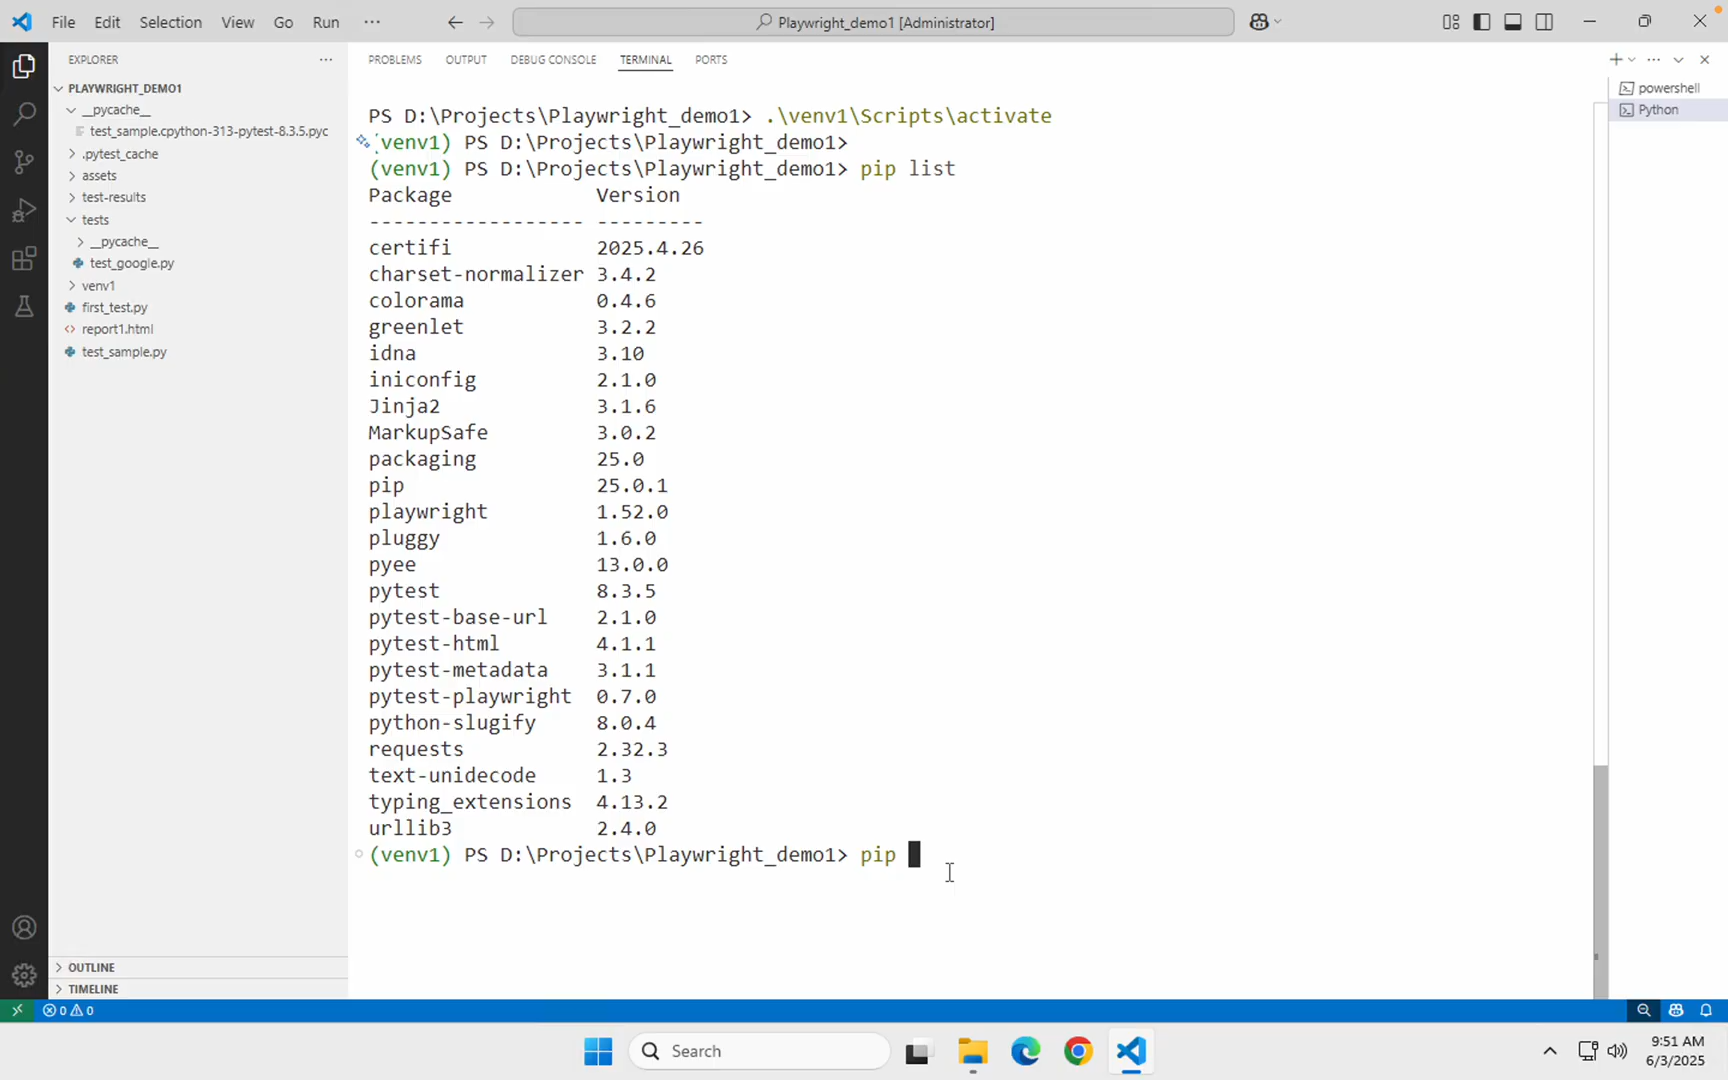 File Edit Selection View Go Run ···
Playwright_demo1 [Administrator]
EXPLORER ···
PLAYWRIGHT_DEMO1
__pycache__
test_sample.cpython-313-pytest-8.3.5.pyc
.pytest_cache
assets
test-results
tests
__pycache__
test_google.py
venv1
first_test.py
<> report1.html
test_sample.py
OUTLINE
TIMELINE
PROBLEMS OUTPUT DEBUG CONSOLE TERMINAL PORTS
PS D:\Projects\Playwright_demo1> .\venv1\Scripts\activate
(venv1) PS D:\Projects\Playwright_demo1>
(venv1) PS D:\Projects\Playwright_demo1> pip list
Package Version
------------------ ---------
certifi 2025.4.26
charset-normalizer 3.4.2
colorama 0.4.6
greenlet 3.2.2
idna 3.10
iniconfig 2.1.0
Jinja2 3.1.6
MarkupSafe 3.0.2
packaging 25.0
pip 25.0.1
playwright 1.52.0
pluggy 1.6.0
pyee 13.0.0
pytest 8.3.5
pytest-base-url 2.1.0
pytest-html 4.1.1
pytest-metadata 3.1.1
pytest-playwright 0.7.0
python-slugify 8.0.4
requests 2.32.3
text-unidecode 1.3
typing_extensions 4.13.2
urllib3 2.4.0
(venv1) PS D:\Projects\Playwright_demo1> pip
powershell
Python
0 0
Search
9:51 AM
6/3/2025